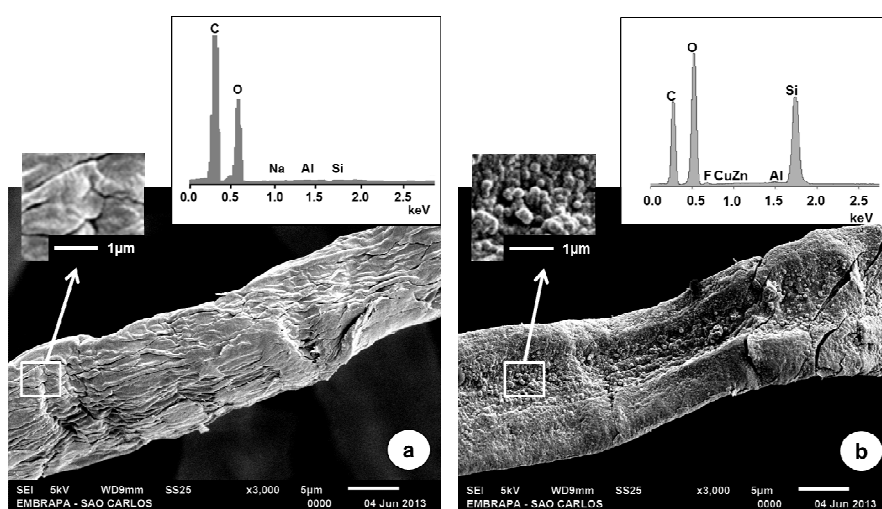 C
O
Na Al Si
0.0 0.5 1.0 1.5 2.0 2.5
keV
1µm
a
SEI 5kV WD9mm SS25 x3,000 5µm
EMBRAPA - SAO CARLOS 0000 04 Jun 2013
O
C
Si
F CuZn Al
0.0 0.5 1.0 1.5 2.0 2.5
keV
1µm
b
SEI 5kV WD9mm SS25 x3,000 5µm
EMBRAPA - SAO CARLOS 0000 04 Jun 2013